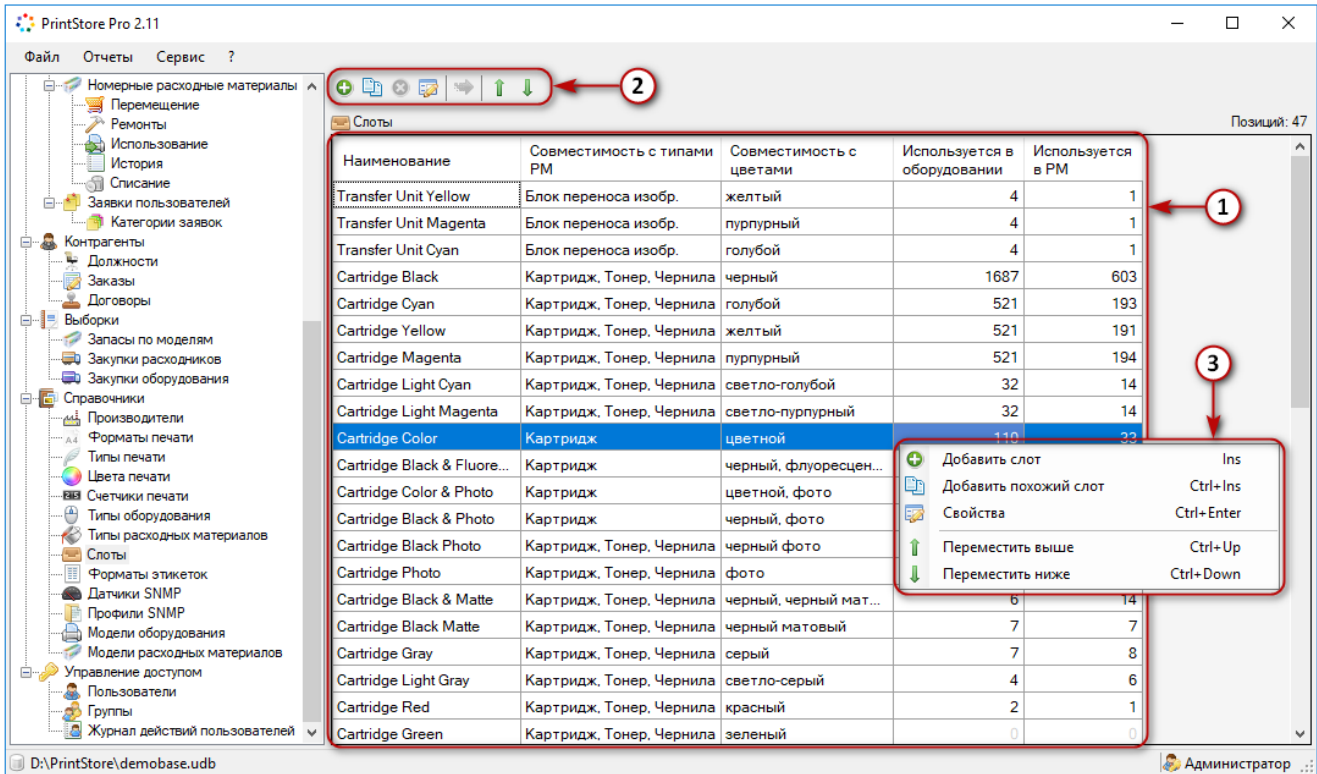 PrintStore Pro 2.11
Файл Отчеты Сервис ?
Номерные расходные материалы
Перемещение
Ремонты
Использование
История
Списание
Заявки пользователей
Категории заявок
Контрагенты
Должности
Заказы
Договоры
Выборки
Запасы по моделям
Закупки расходников
Закупки оборудования
Справочники
Производители
A4 Форматы печати
Типы печати
Цвета печати
Счетчики печати
Типы оборудования
Типы расходных материалов
Слоты
Форматы этикеток
Датчики SNMP
Профили SNMP
Модели оборудования
Модели расходных материалов
Управление доступом
Пользователи
Группы
Журнал действий пользователей
2
Слоты Позиций: 47
Наименование Совместимость с типами РМ Совместимость с цветами Используется в оборудовании Используется в РМ
Transfer Unit Yellow Блок переноса изобр. желтый 4 1
Transfer Unit Magenta Блок переноса изобр. пурпурный 4 1
Transfer Unit Cyan Блок переноса изобр. голубой 4 1
Cartridge Black Картридж, Тонер, Чернила черный 1687 603
Cartridge Cyan Картридж, Тонер, Чернила голубой 521 193
Cartridge Yellow Картридж, Тонер, Чернила желтый 521 191
Cartridge Magenta Картридж, Тонер, Чернила пурпурный 521 194
Cartridge Light Cyan Картридж, Тонер, Чернила светло-голубой 32 14
Cartridge Light Magenta Картридж, Тонер, Чернила светло-пурпурный 32 14
Cartridge Color Картридж цветной 110 33
Cartridge Black & Fluore... Картридж черный, флуоресцен...
Cartridge Color & Photo Картридж цветной, фото
Cartridge Black & Photo Картридж черный, фото
Cartridge Black Photo Картридж, Тонер, Чернила черный фото
Cartridge Photo Картридж, Тонер, Чернила фото
Cartridge Black & Matte Картридж, Тонер, Чернила черный, черный мат... 6 14
Cartridge Black Matte Картридж, Тонер, Чернила черный матовый 7 7
Cartridge Gray Картридж, Тонер, Чернила серый 7 8
Cartridge Light Gray Картридж, Тонер, Чернила светло-серый 4 6
Cartridge Red Картридж, Тонер, Чернила красный 2 1
Cartridge Green Картридж, Тонер, Чернила зеленый 0 0
1
3
Добавить слот Ins
Добавить похожий слот Ctrl+Ins
Свойства Ctrl+Enter
Переместить выше Ctrl+Up
Переместить ниже Ctrl+Down
D:\PrintStore\demobase.udb Администратор